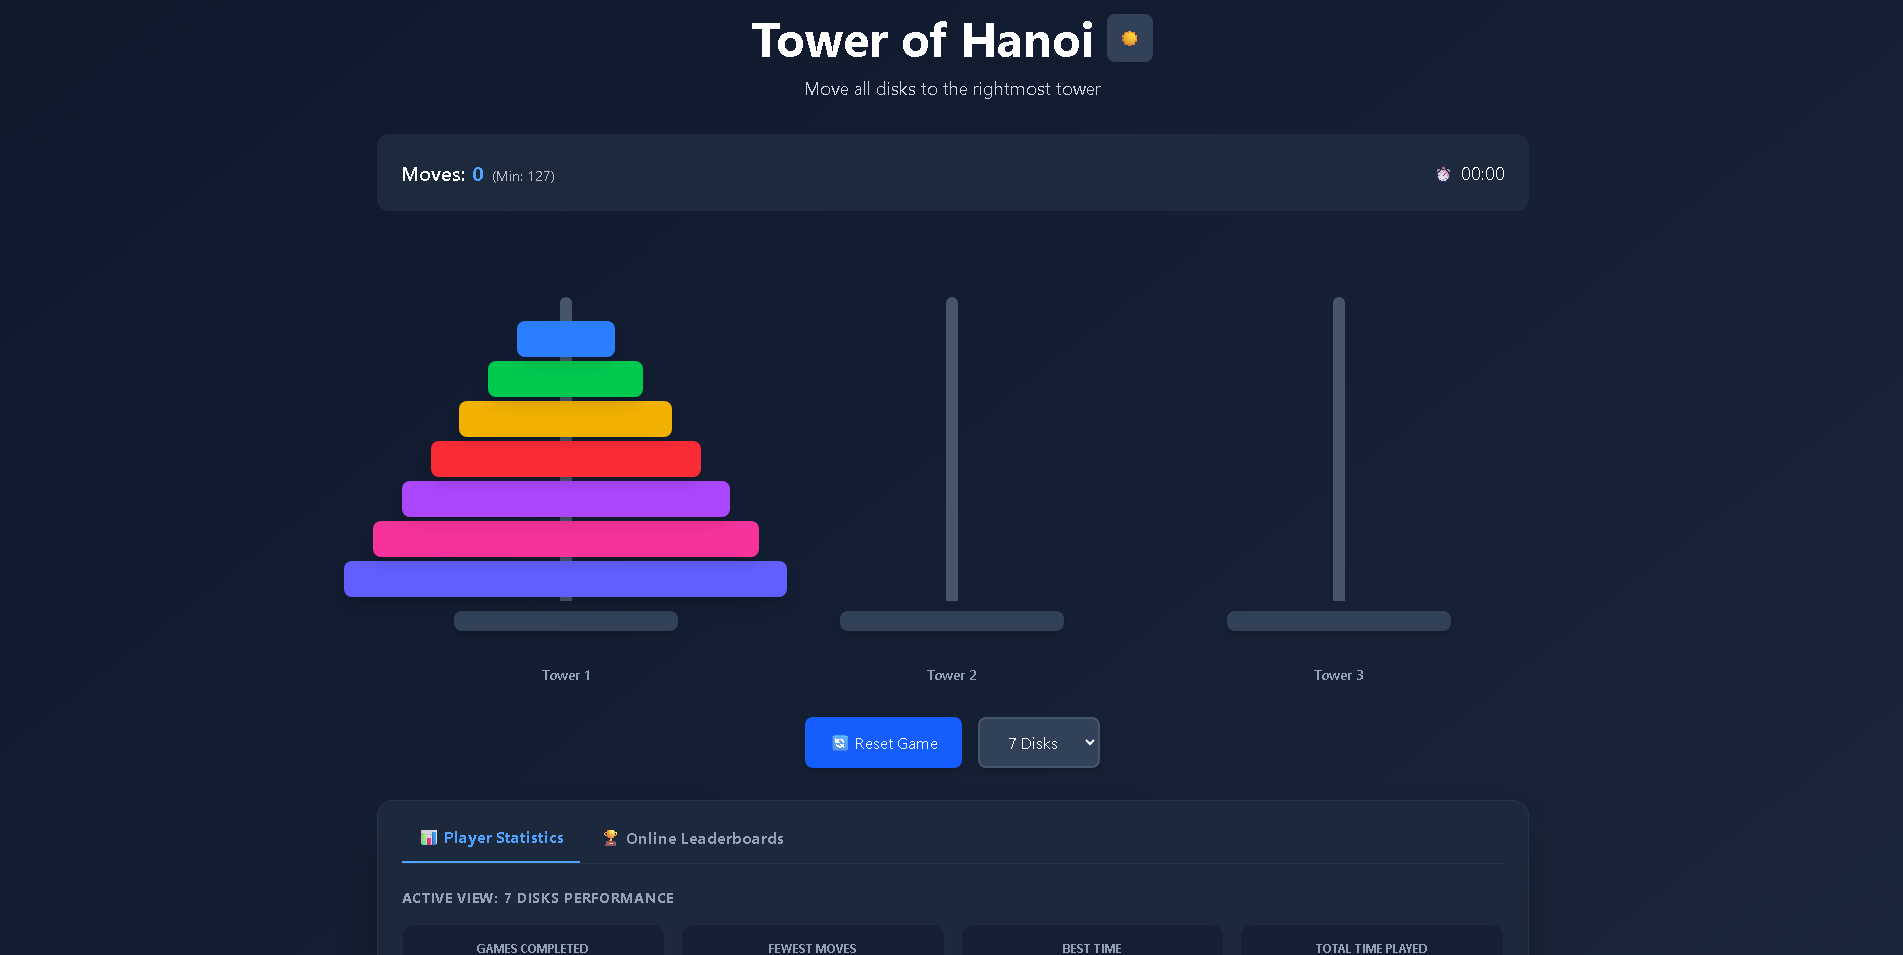 Tower of Hanoi
Move all disks to the rightmost tower
Moves: 0 (Min: 127)
00:00
Tower 1
Tower 2
Tower 3
Reset Game
7 Disks
Player Statistics
Online Leaderboards
ACTIVE VIEW: 7 DISKS PERFORMANCE
GAMES COMPLETED
FEWEST MOVES
BEST TIME
TOTAL TIME PLAYED